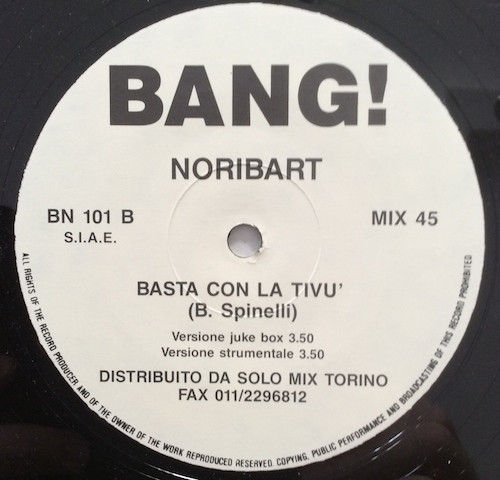 BANG!
NORIBART
BN 101 B
S.I.A.E.
MIX 45
BASTA CON LA TIVU'
(B. Spinelli)
Versione juke box 3.50
Versione strumentale 3.50
DISTRIBUITO DA SOLO MIX TORINO
FAX 011/2296812
ALL RIGHTS OF THE RECORD PRODUCER AND OF THE OWNER OF THE WORK REPRODUCED RESERVED. COPYING, PUBLIC PERFORMANCE AND BROADCASTING OF THIS RECORD PROHIBITED